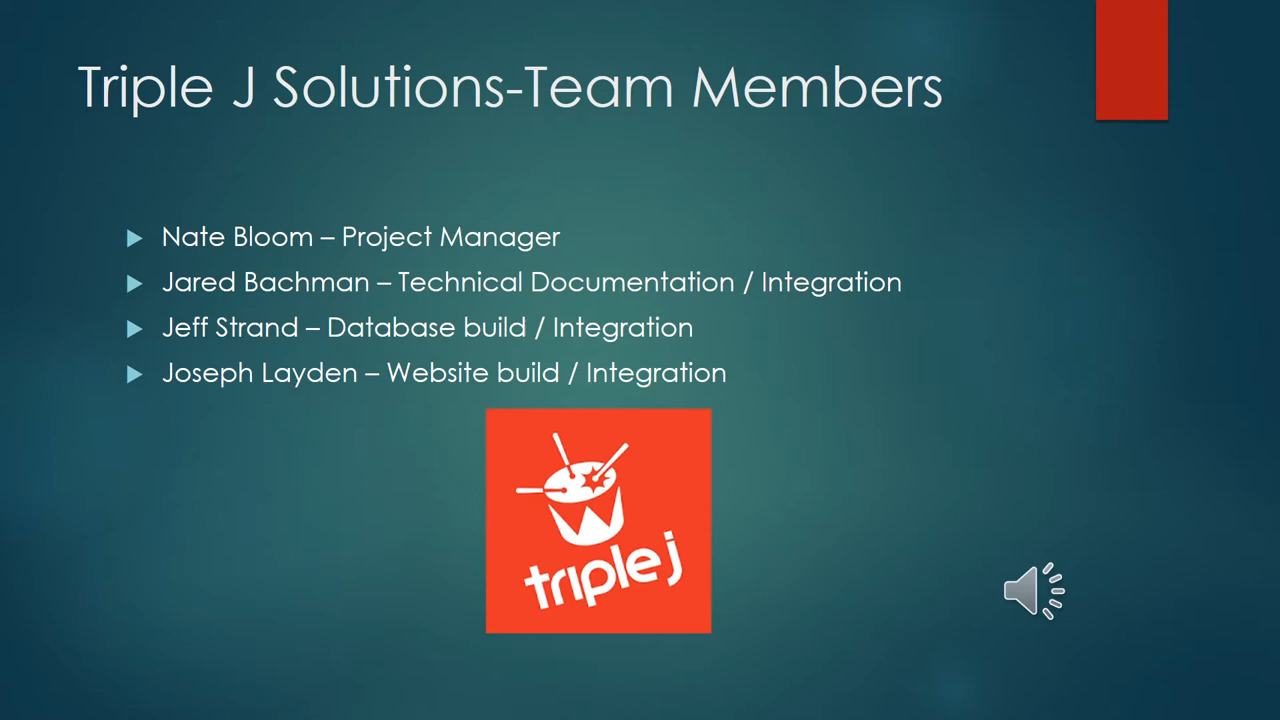 Triple J Solutions-Team Members
Nate Bloom – Project Manager
Jared Bachman – Technical Documentation / Integration
Jeff Strand – Database build / Integration
Joseph Layden – Website build / Integration
triple j